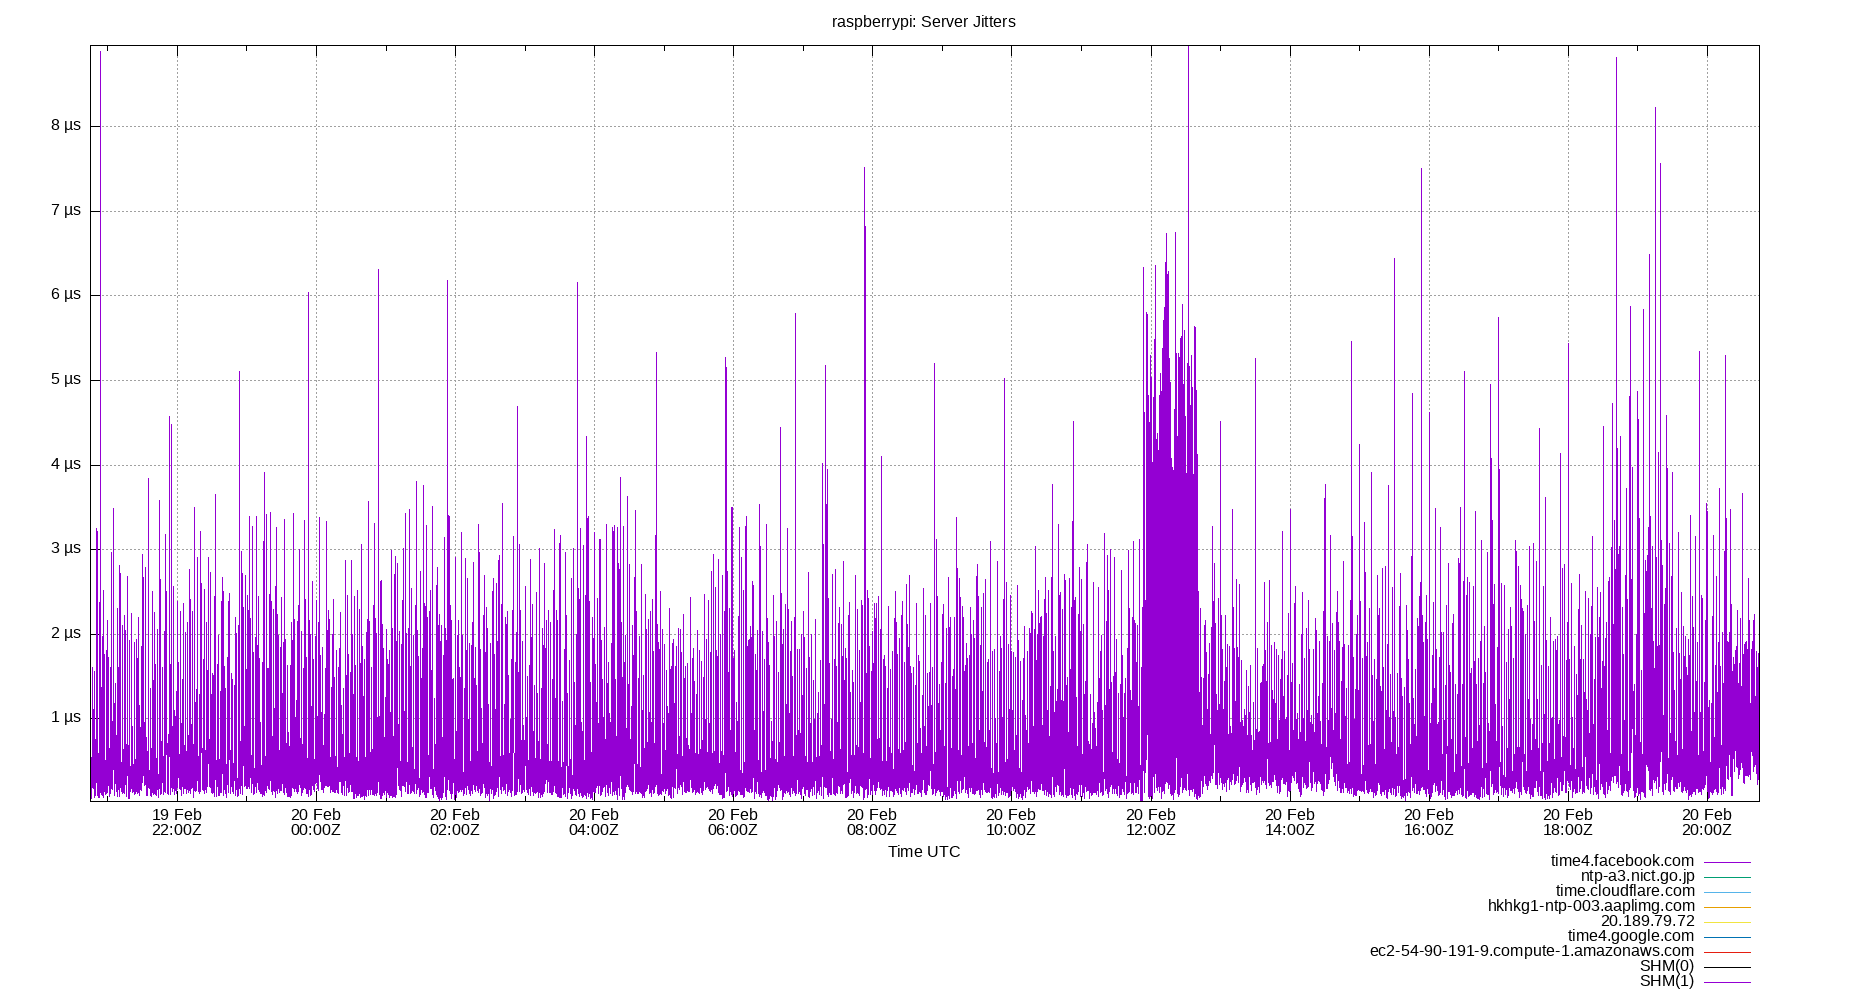 raspberrypi: Server Jitters
8 µs
7 µs
6 µs
5 µs
4 µs
3 µs
2 µs
1 µs
19 Feb 20 Feb 20 Feb 20 Feb 20 Feb 20 Feb 20 Feb 20 Feb 20 Feb 20 Feb 20 Feb 20 Feb
22:00Z 00:00Z 02:00Z 04:00Z 06:00Z 08:00Z 10:00Z 12:00Z 14:00Z 16:00Z 18:00Z 20:00Z
Time UTC
time4.facebook.com
ntp-a3.nict.go.jp
time.cloudflare.com
hkhkg1-ntp-003.aaplimg.com
20.189.79.72
time4.google.com
ec2-54-90-191-9.compute-1.amazonaws.com
SHM(0)
SHM(1)